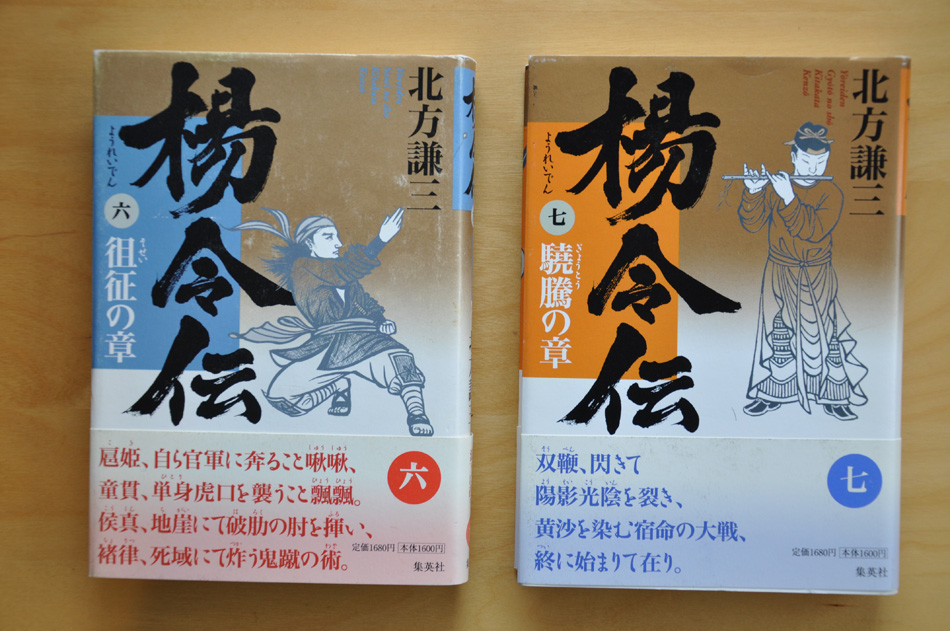 北方謙三
楊令伝
ようれいでん
六
徂征の章
そせい
扈姫、自ら官軍に奔ること啾啾、
童貫、単身虎口を襲うこと飄飄。
侯真、地崖にて破肋の肘を揮い、
褚律、死域にて炸う鬼蹴の術。
六
定価1680円 本体1600円
集英社
北方謙三
Yōreiden
Gyōtō no shō
Kitakata
Kenzō
楊令伝
ようれいでん
七
驍騰の章
ぎょうとう
双鞭、閃きて
陽影光陰を裂き、
黄沙を染む宿命の大戦、
終に始まりて在り。
七
定価1680円 本体1600円
集英社